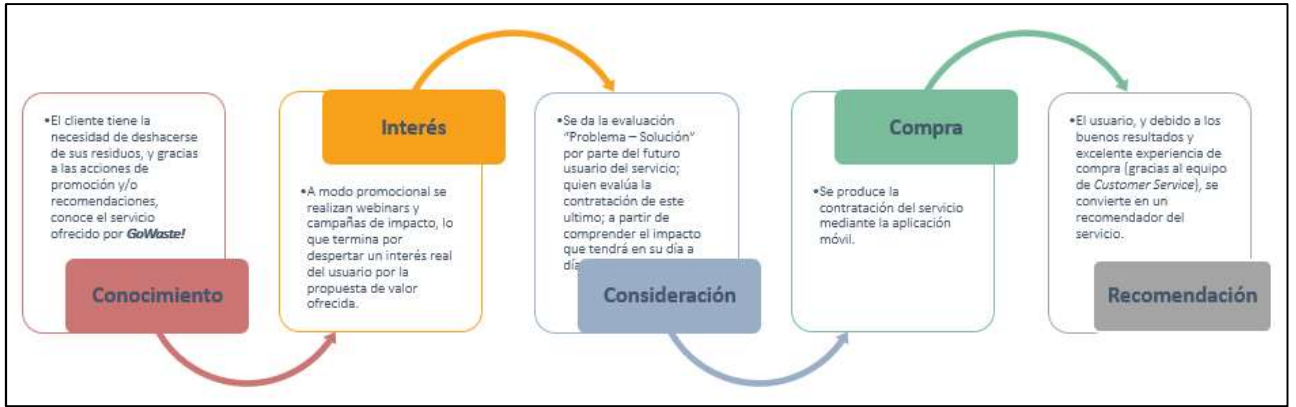 •El cliente tiene la
necesidad de deshacerse
de sus residuos, y gracias
a las acciones de
promoción y/o
recomendaciones,
conoce el servicio
ofrecido por GoWaste!
Conocimiento
Interés
•A modo promocional se
realizan webinars y
campañas de impacto, lo
que termina por
despertar un interés real
del usuario por la
propuesta de valor
ofrecida.
•Se da la evaluación
“Problema – Solución”
por parte del futuro
usuario del servicio;
quien evalúa la
contratación de este
ultimo; a partir de
comprender el impacto
que tendrá en su día a
día
Consideración
Compra
•Se produce la
contratación del servicio
mediante la aplicación
móvil.
•El usuario, y debido a los
buenos resultados y
excelente experiencia de
compra (gracias al equipo
de Customer Service), se
convierte en un
recomendador del
servicio.
Recomendación